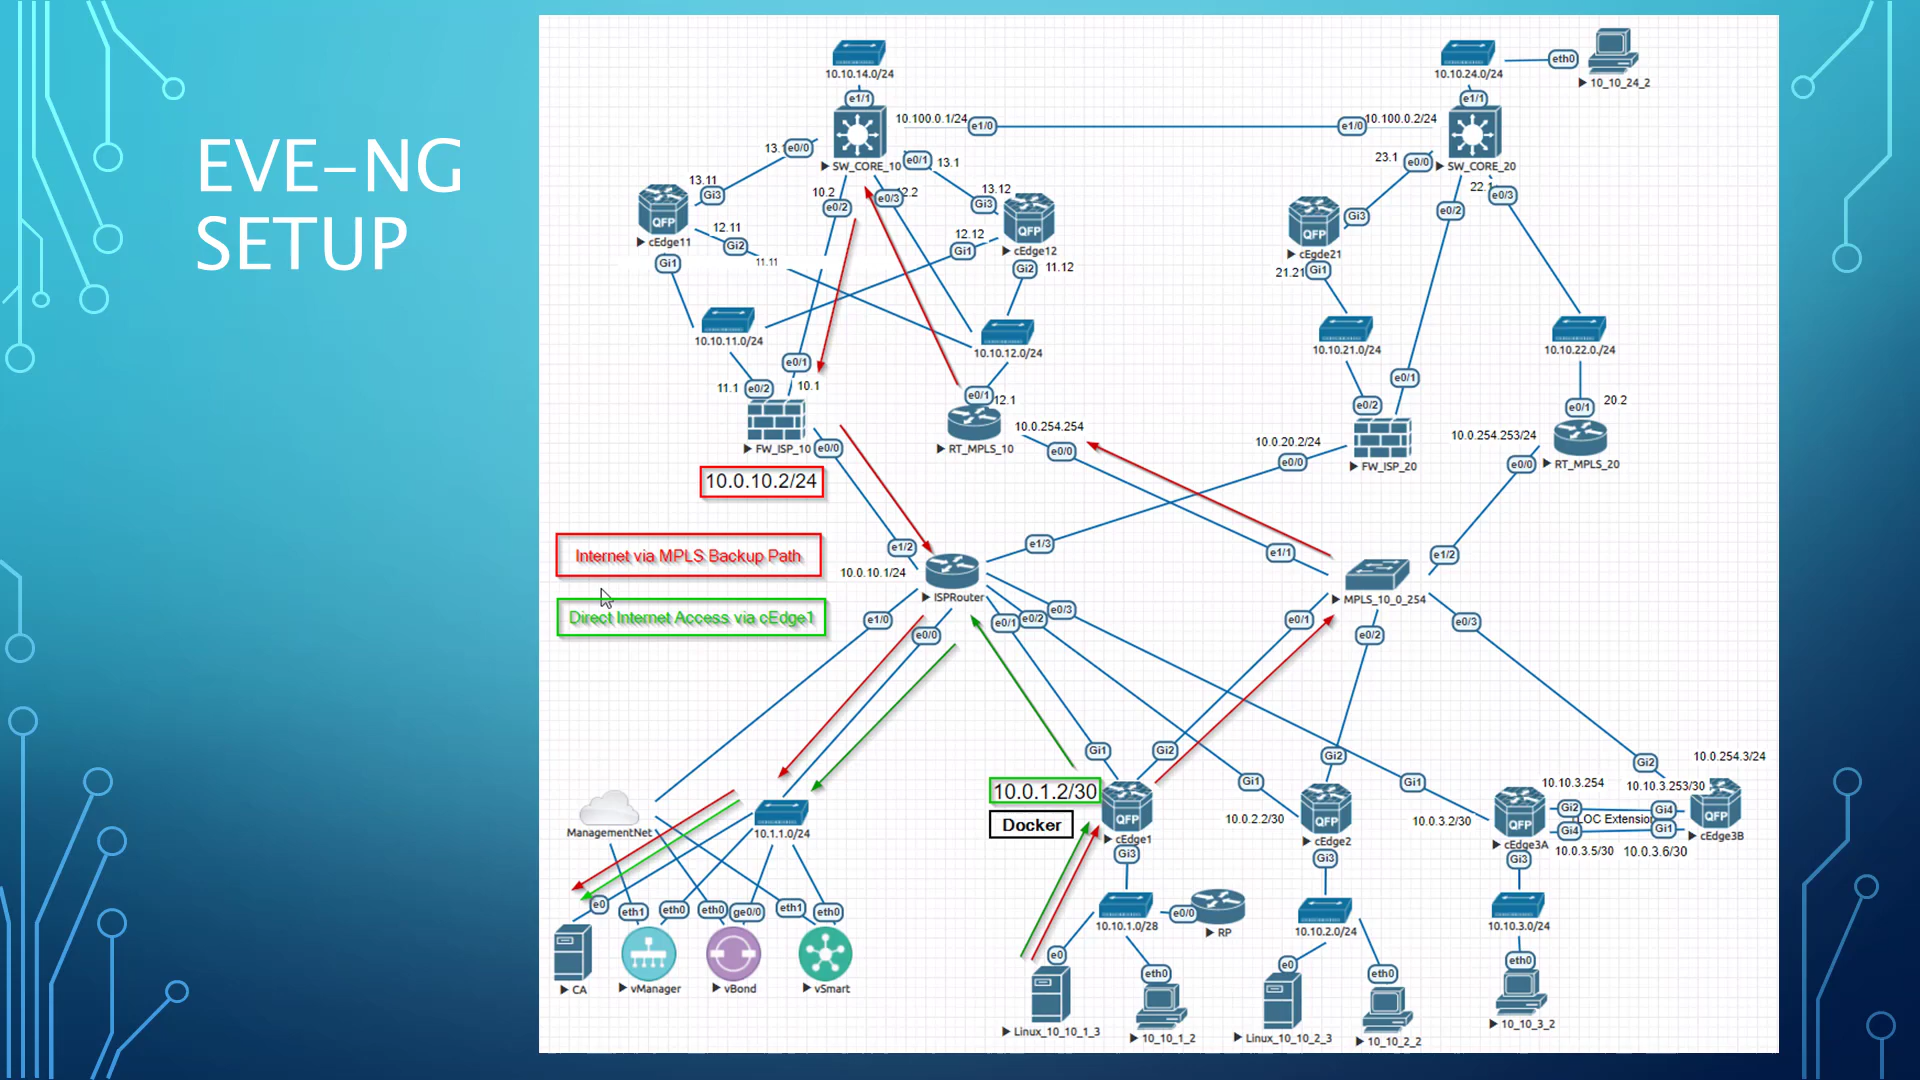 EVE-NG
SETUP
10.10.14.0/24
e1/1
10.100.0.1/24
e1/0
SW_CORE_10
e0/0
e0/1
13.1
13.11
Gi3
QFP
cEdge11
12.11
Gi2
11.11
Gi1
10.2
e0/2
e0/3
13.12
Gi3
QFP
cEdge12
12.12
Gi1
Gi2
11.12
10.10.11.0/24
10.10.12.0/24
e0/1
10.1
11.1
e0/2
FW_ISP_10
e0/0
10.0.10.2/24
e0/1
12.1
RT_MPLS_10
10.0.254.254
e0/0
10.10.24.0/24
eth0
10_10_24_2
e1/1
e1/0
10.100.0.2/24
SW_CORE_20
23.1
e0/0
e0/2
e0/3
QFP
Gi3
cEgde21
21.21
Gi1
10.10.21.0/24
10.10.22.0./24
e0/1
e0/2
FW_ISP_20
10.0.20.2/24
e0/0
e0/1
20.2
10.0.254.253/24
e0/0
RT_MPLS_20
Internet via MPLS Backup Path
Direct Internet Access via cEdge1
e1/2
10.0.10.1/24
ISPRouter
e1/3
e1/0
e0/0
e0/1
e0/2
e0/3
e1/1
e1/2
MPLS_10_0_254
e0/1
e0/2
e0/3
ManagementNet
10.1.1.0/24
e0
eth1
eth0
eth0
ge0/0
eth1
eth0
CA
vManager
vBond
vSmart
Gi1
Gi2
10.0.1.2/30
Docker
QFP
cEdge1
Gi3
10.10.1.0/28
e0/0
RP
e0
eth0
Linux_10_10_1_3
10_10_1_2
Gi1
Gi2
10.0.2.2/30
QFP
cEdge2
Gi3
10.10.2.0/24
e0
eth0
Linux_10_10_2_3
10_10_2_2
Gi1
10.0.3.2/30
QFP
cEdge3A
Gi3
10.10.3.254
Gi2
Gi4
Gi4
Gi1
LOC Extension
10.0.3.5/30
10.0.3.6/30
10.10.3.253/30
Gi2
10.0.254.3/24
QFP
cEdge3B
10.10.3.0/24
eth0
10_10_3_2